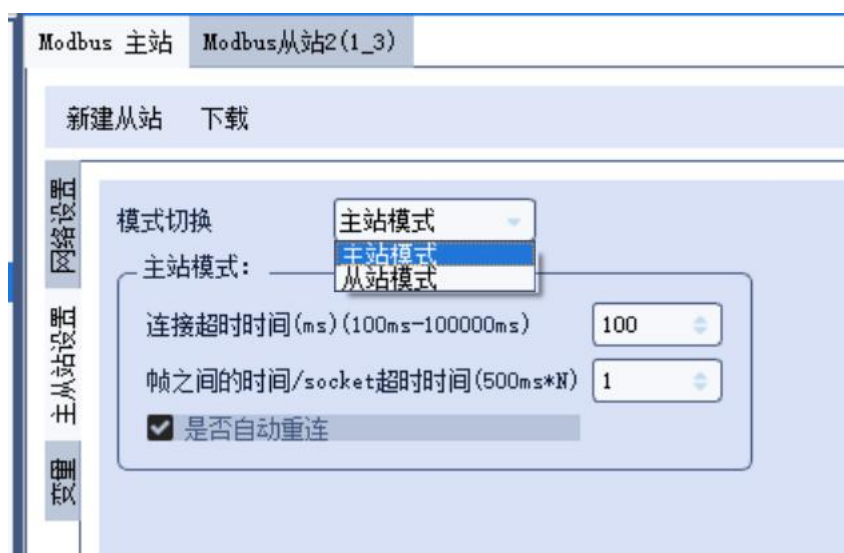 Modbus 主站
Modbus从站2(1_3)
新建从站
下载
网络设置
主从站设置
变量
模式切换
主站模式
主站模式
从站模式
主站模式:
连接超时时间(ms)(100ms-100000ms)
100
帧之间的时间/socket超时时间(500ms*N)
1
是否自动重连